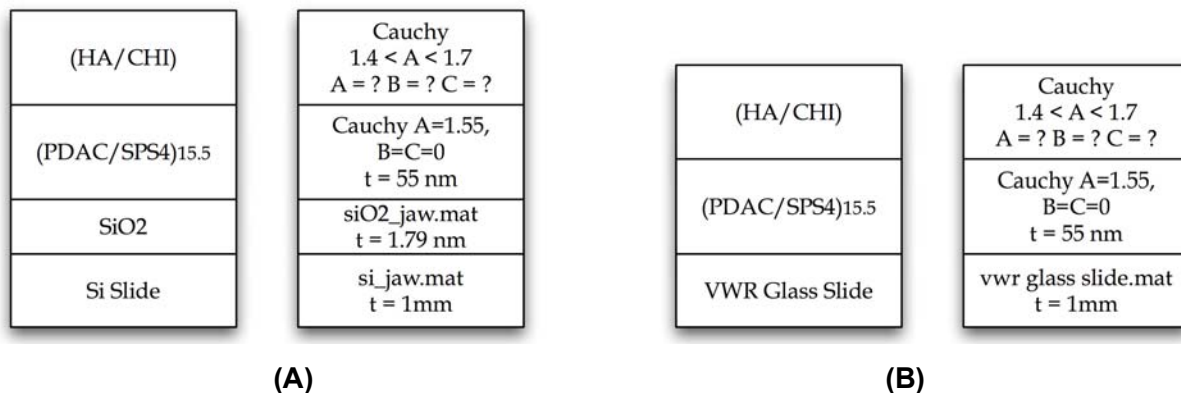 (HA/CHI)
Cauchy
1.4 < A < 1.7
A = ? B = ? C = ?
(PDAC/SPS4)15.5
Cauchy A=1.55,
B=C=0
t = 55 nm
SiO2
siO2_jaw.mat
t = 1.79 nm
Si Slide
si_jaw.mat
t = 1mm
(A)
(HA/CHI)
Cauchy
1.4 < A < 1.7
A = ? B = ? C = ?
(PDAC/SPS4)15.5
Cauchy A=1.55,
B=C=0
t = 55 nm
VWR Glass Slide
vwr glass slide.mat
t = 1mm
(B)